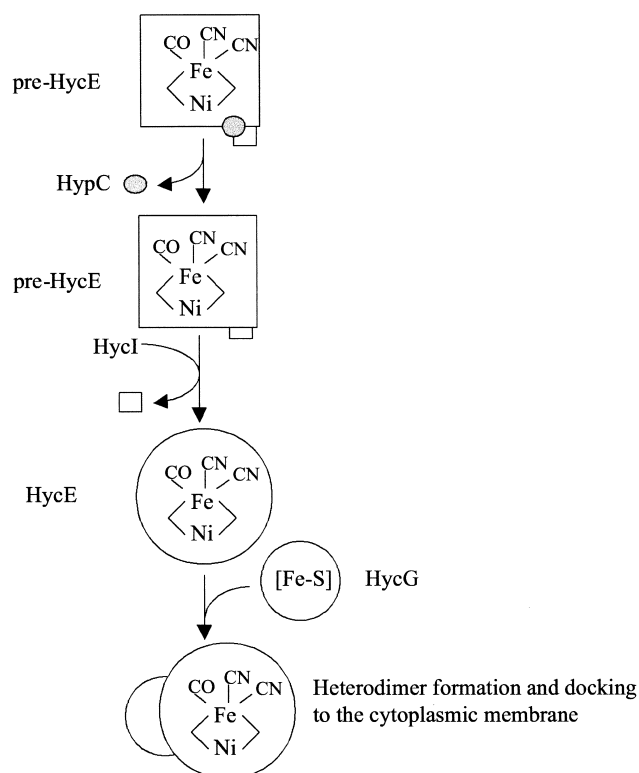 CO CN CN
Fe
Ni
pre-HycE
HypC
CO CN CN
Fe
Ni
pre-HycE
HycI
CO CN CN
Fe
Ni
HycE
[Fe-S] HycG
CO CN CN
Fe
Ni
Heterodimer formation and docking
to the cytoplasmic membrane